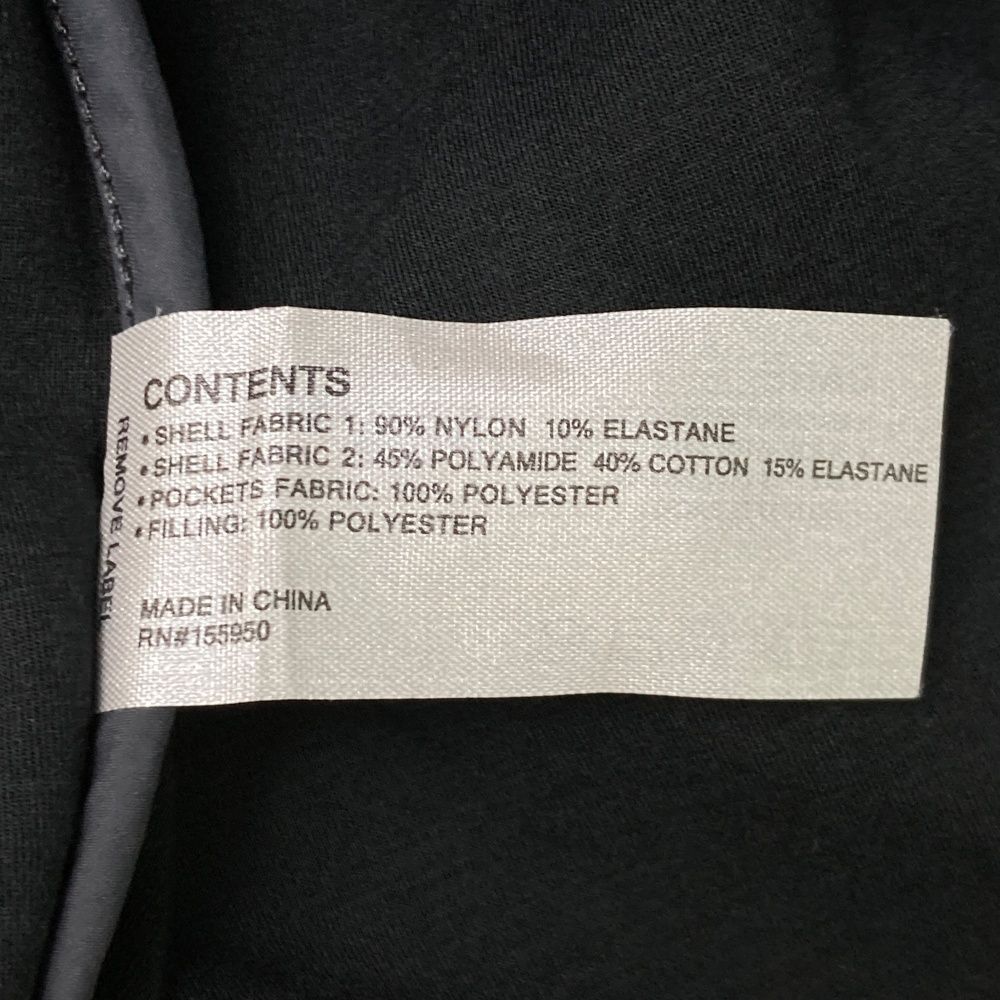 CONTENTS
•SHELL FABRIC 1: 90% NYLON 10% ELASTANE
•SHELL FABRIC 2: 45% POLYAMIDE 40% COTTON 15% ELASTANE
•POCKETS FABRIC: 100% POLYESTER
•FILLING: 100% POLYESTER
MADE IN CHINA
RN#155950
REMOVE LABEL